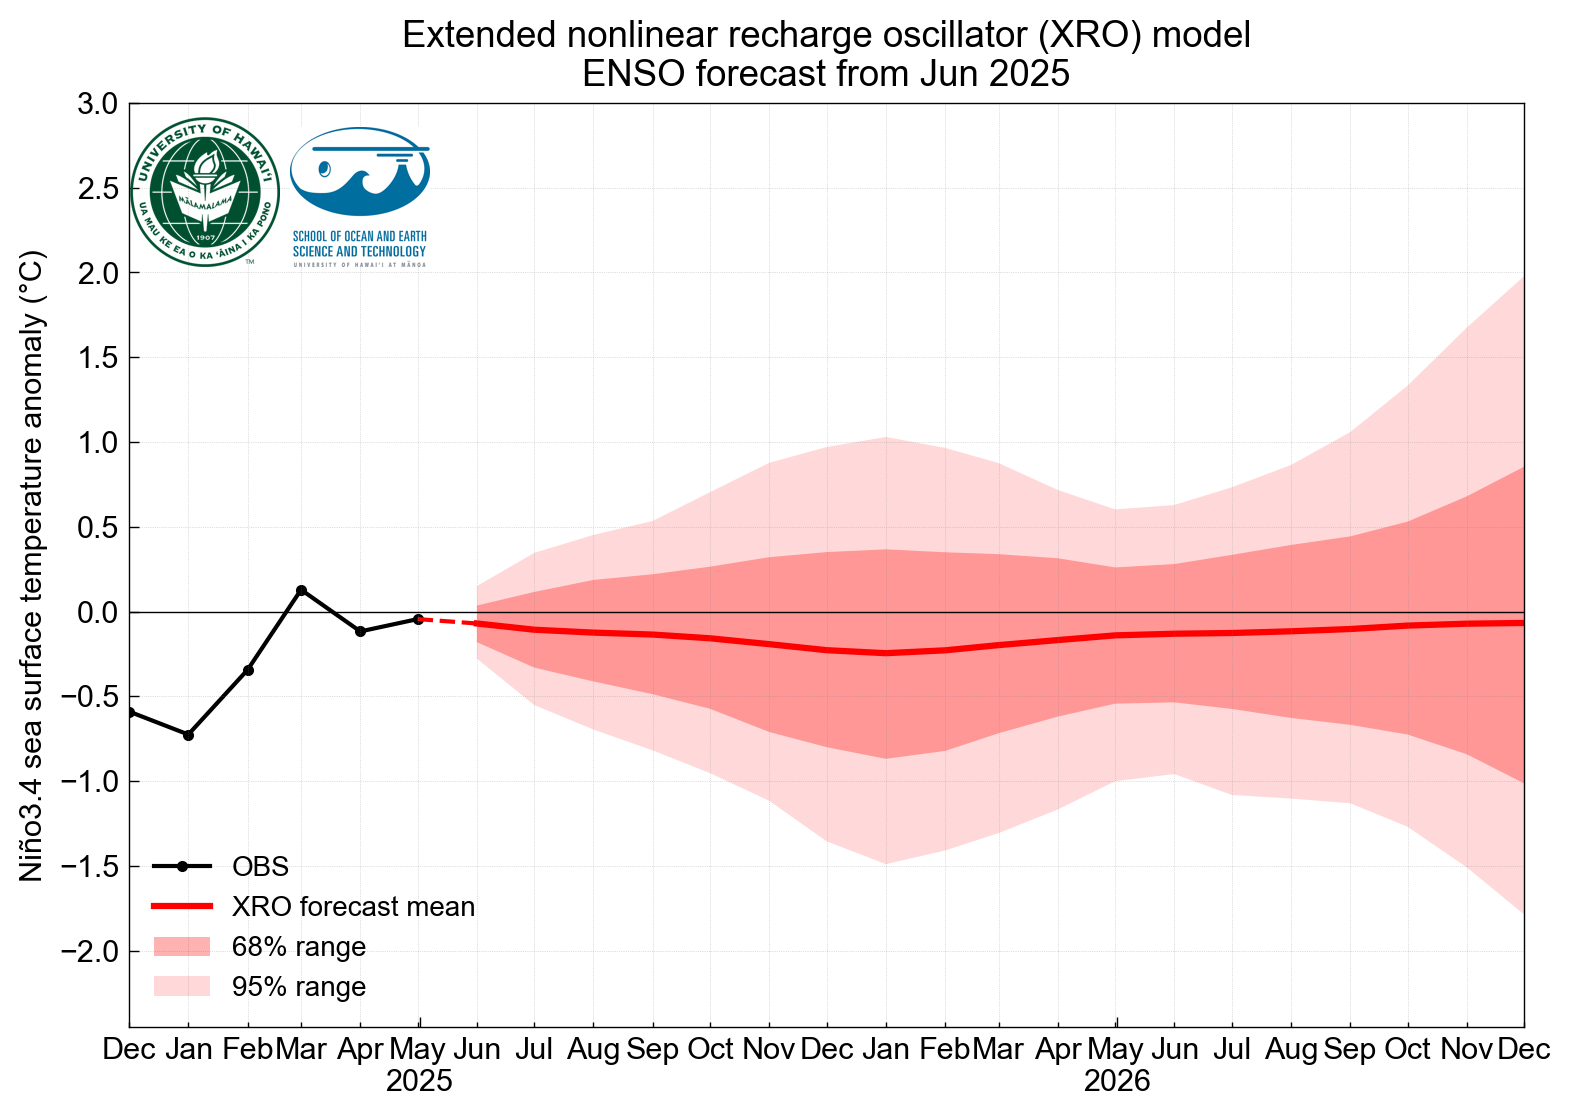 Extended nonlinear recharge oscillator (XRO) model
ENSO forecast from Jun 2025
Niño3.4 sea surface temperature anomaly (°C)
3.0
2.5
2.0
1.5
1.0
0.5
0.0
−0.5
−1.0
−1.5
−2.0
UNIVERSITY OF HAWAIʻI
MĀLAMALAMA
1907
UA MAU KE EA O KA ʻĀINA I KA PONO
TM
SCHOOL OF OCEAN AND EARTH
SCIENCE AND TECHNOLOGY
UNIVERSITY OF HAWAIʻI AT MĀNOA
OBS
XRO forecast mean
68% range
95% range
Dec Jan Feb Mar Apr May Jun Jul Aug Sep Oct Nov Dec Jan Feb Mar Apr May Jun Jul Aug Sep Oct Nov Dec
2025 2026